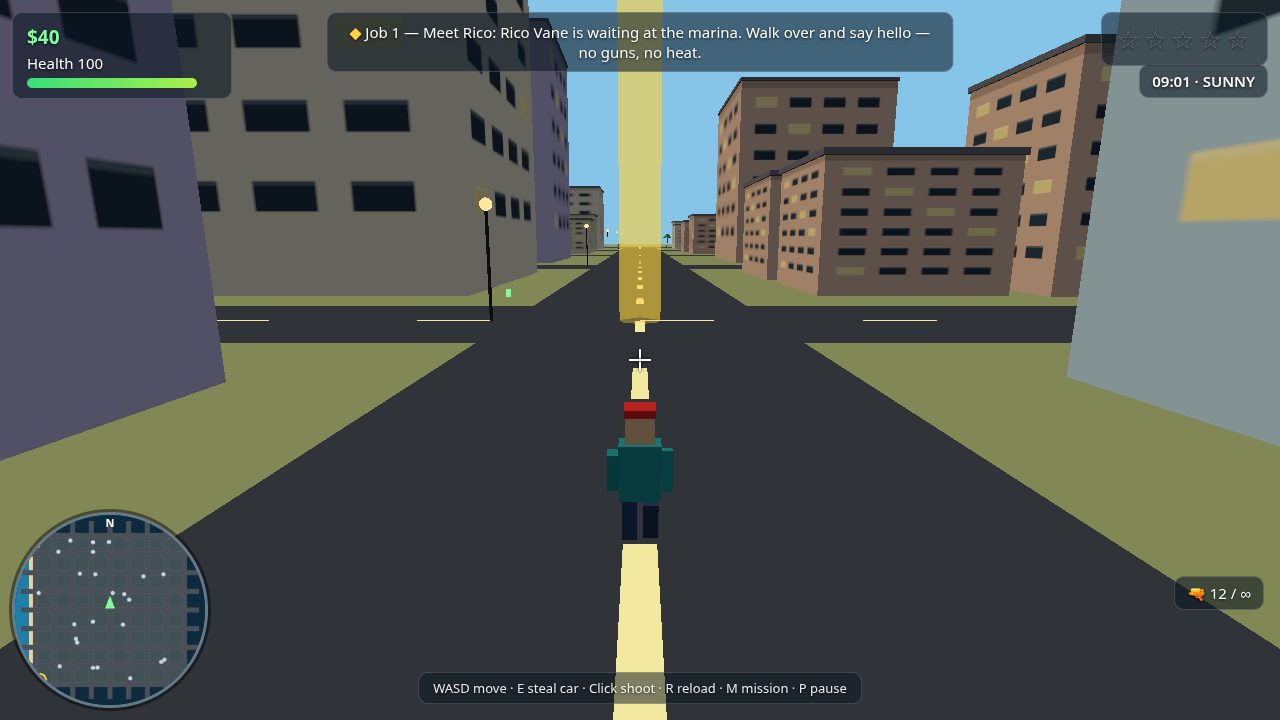 $40
Health 100
Job 1 — Meet Rico: Rico Vane is waiting at the marina. Walk over and say hello —
no guns, no heat.
09:01 · SUNNY
N
12 / ∞
WASD move · E steal car · Click shoot · R reload · M mission · P pause